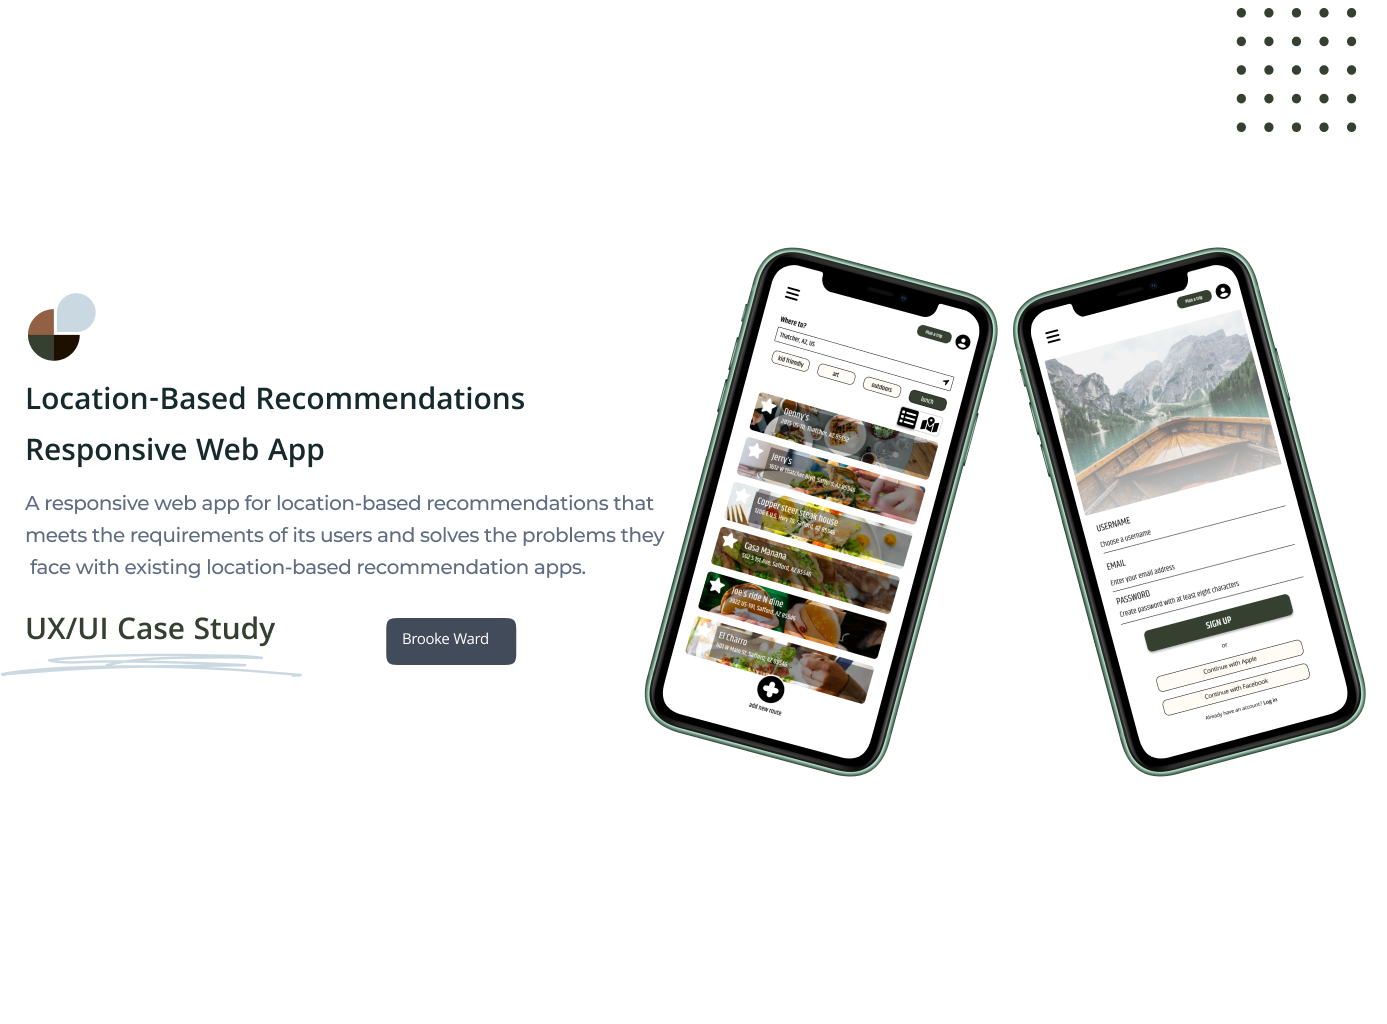 Location-Based Recommendations
Responsive Web App
A responsive web app for location-based recommendations that
meets the requirements of its users and solves the problems they
face with existing location-based recommendation apps.
UX/UI Case Study
Brooke Ward
Plan a trip
Where to?
Thatcher, AZ, US
kid friendly
art
outdoors
lunch
Denny's
Thatcher, AZ 85552
Jerry's
1612 W Thatcher Blvd, Safford, AZ 85546
Copper steer steak house
Safford, AZ 85546
Casa Manana
502 S 1st Ave, Safford, AZ 85546
Joe's ride N dine
Safford, AZ 85546
El Charro
601 W Main St, Safford, AZ 85546
add new route
Plan a trip
USERNAME
Choose a username
EMAIL
Enter your email address
PASSWORD
Create password with at least eight characters
SIGN UP
or
Continue with Apple
Continue with Facebook
Already have an account? Log in